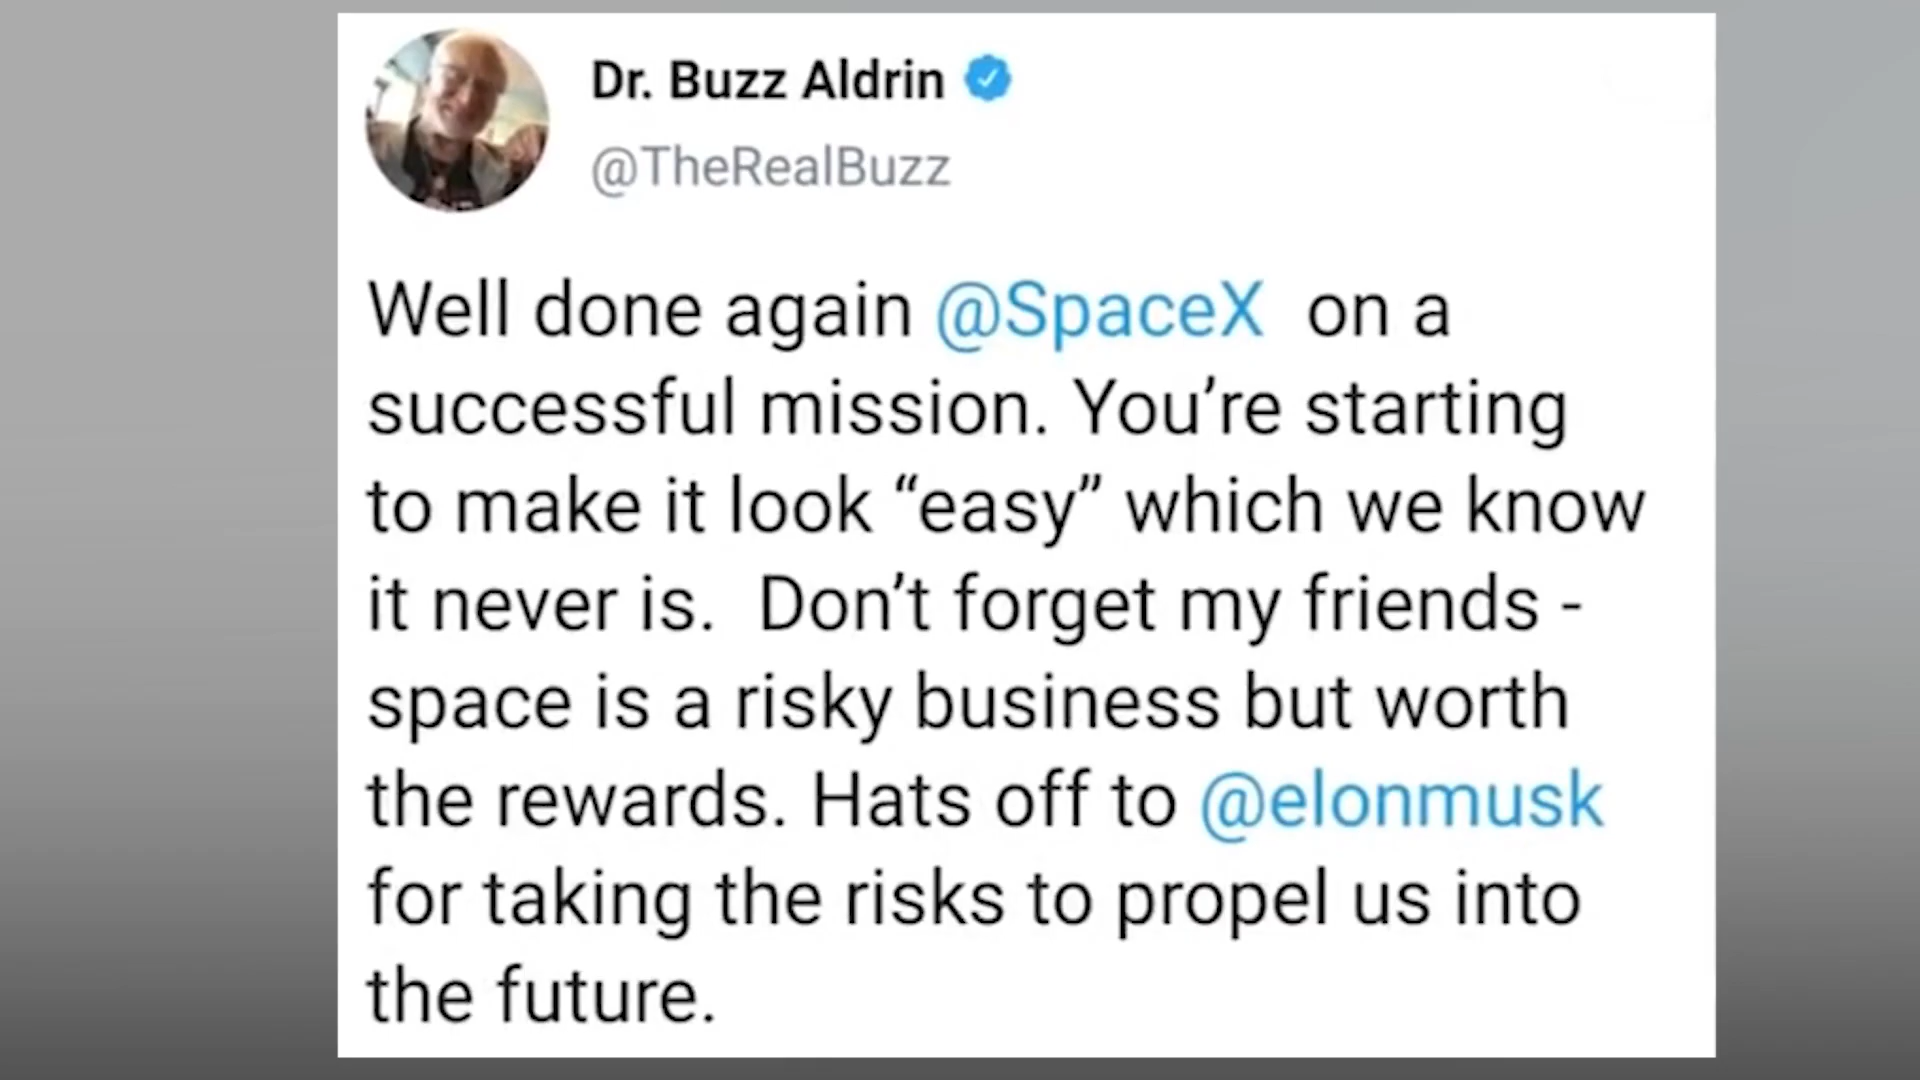 Dr. Buzz Aldrin
@TheRealBuzz
Well done again @SpaceX  on a
successful mission. You’re starting
to make it look “easy” which we know
it never is.  Don’t forget my friends -
space is a risky business but worth
the rewards. Hats off to @elonmusk
for taking the risks to propel us into
the future.